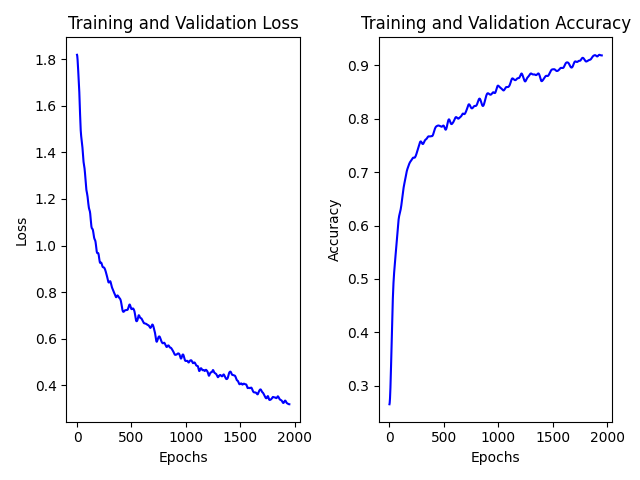 Training and Validation Loss
1.8
1.6
1.4
1.2
1.0
0.8
0.6
0.4
Loss
0 500 1000 1500 2000
Epochs
Training and Validation Accuracy
0.9
0.8
0.7
0.6
0.5
0.4
0.3
Accuracy
0 500 1000 1500 2000
Epochs